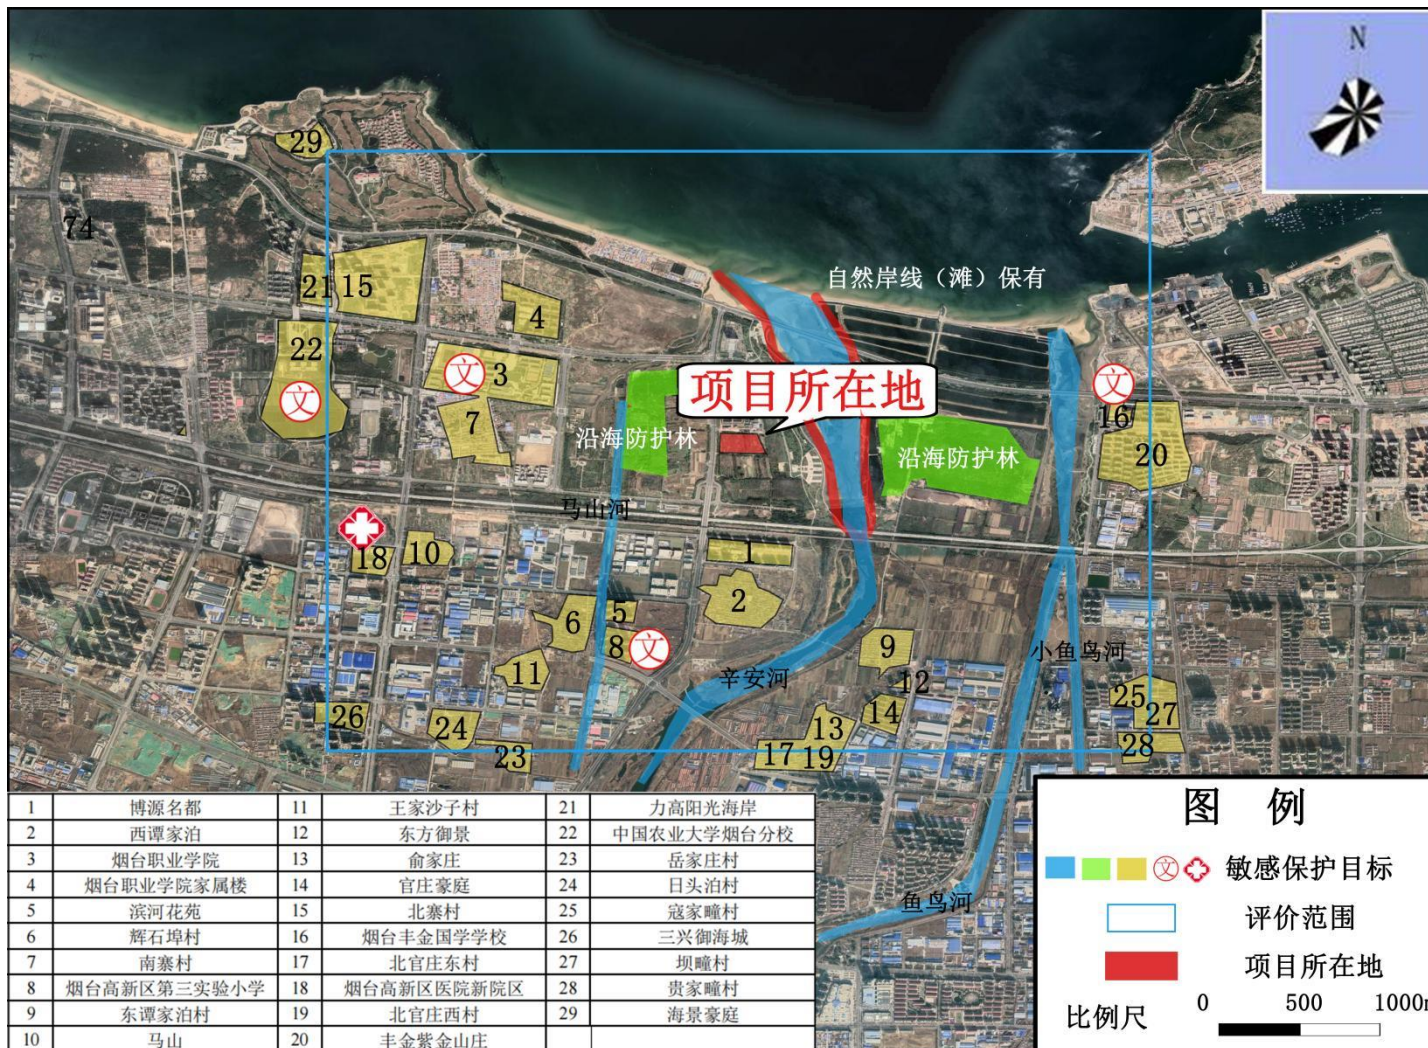 N
29
74
21
15
4
自然岸线（滩）保有
22
文
文
3
项目所在地
文
16
7
沿海防护林
沿海防护林
20
马山河
18
10
1
2
5
6
8
文
11
9
小鱼鸟河
辛安河
12
25
27
26
24
13
14
23
17
19
28
1 博源名都 11 王家沙子村 21 力高阳光海岸
2 西谭家泊 12 东方御景 22 中国农业大学烟台分校
3 烟台职业学院 13 俞家庄 23 岳家庄村
4 烟台职业学院家属楼 14 官庄豪庭 24 日头泊村
5 滨河花苑 15 北寨村 25 寇家疃村
6 辉石埠村 16 烟台丰金国学学校 26 三兴御海城
7 南寨村 17 北官庄东村 27 坝疃村
8 烟台高新区第三实验小学 18 烟台高新区医院新院区 28 贵家疃村
9 东谭家泊村 19 北官庄西村 29 海景豪庭
10 马山 20 丰金紫金山庄
鱼鸟河
图 例
文 敏感保护目标
评价范围
项目所在地
比例尺 0 500 1000m